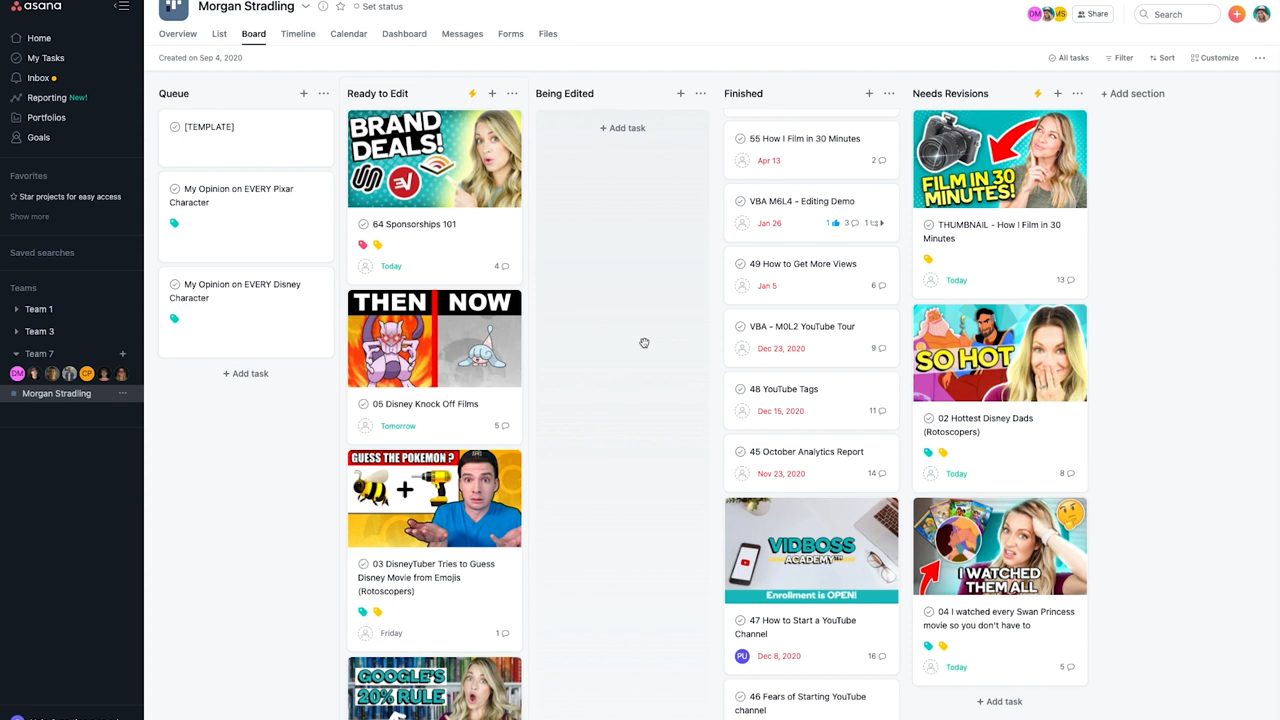 asana
Home
My Tasks
Inbox
Reporting New!
Portfolios
Goals
Favorites
Star projects for easy access
Show more
Saved searches
Teams
Team 1
Team 3
Team 7
DM
CP
Morgan Stradling
Morgan Stradling
Set status
DM
MS
Share
Search
Overview
List
Board
Timeline
Calendar
Dashboard
Messages
Forms
Files
Created on Sep 4, 2020
All tasks
Filter
Sort
Customize
Queue
[TEMPLATE]
My Opinion on EVERY Pixar
Character
My Opinion on EVERY Disney
Character
+ Add task
Ready to Edit
BRAND
DEALS!
64 Sponsorships 101
Today
4
THEN NOW
05 Disney Knock Off Films
Tomorrow
5
GUESS THE POKEMON ?
03 DisneyTuber Tries to Guess
Disney Movie from Emojis
(Rotoscopers)
Friday
1
GOOGLE'S
20% RULE
Being Edited
+ Add task
Finished
55 How I Film in 30 Minutes
Apr 13
2
VBA M6L4 - Editing Demo
Jan 26
1
3
1
49 How to Get More Views
Jan 5
6
VBA - M0L2 YouTube Tour
Dec 23, 2020
9
48 YouTube Tags
Dec 15, 2020
11
45 October Analytics Report
Nov 23, 2020
14
VIDBOSS
ACADEMY™
Enrollment is OPEN!
47 How to Start a YouTube
Channel
PU
Dec 8, 2020
16
46 Fears of Starting YouTube
channel
Needs Revisions
FILM IN 30
MINUTES!
THUMBNAIL - How I Film in 30
Minutes
Today
13
SO HOT
02 Hottest Disney Dads
(Rotoscopers)
Today
8
I WATCHED
THEM ALL
04 I watched every Swan Princess
movie so you don't have to
Today
5
+ Add task
+ Add section